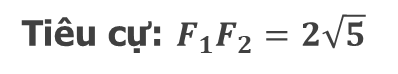 Tiêu cự: F₁F₂ = 2√5